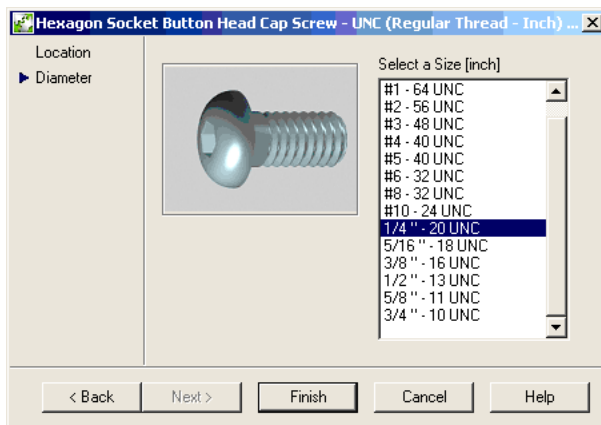 Hexagon Socket Button Head Cap Screw - UNC (Regular Thread - Inch) ...
Location
Diameter
Select a Size [inch]
#1 - 64 UNC
#2 - 56 UNC
#3 - 48 UNC
#4 - 40 UNC
#5 - 40 UNC
#6 - 32 UNC
#8 - 32 UNC
#10 - 24 UNC
1/4 " - 20 UNC
5/16 " - 18 UNC
3/8 " - 16 UNC
1/2 " - 13 UNC
5/8 " - 11 UNC
3/4 " - 10 UNC
< Back
Next >
Finish
Cancel
Help